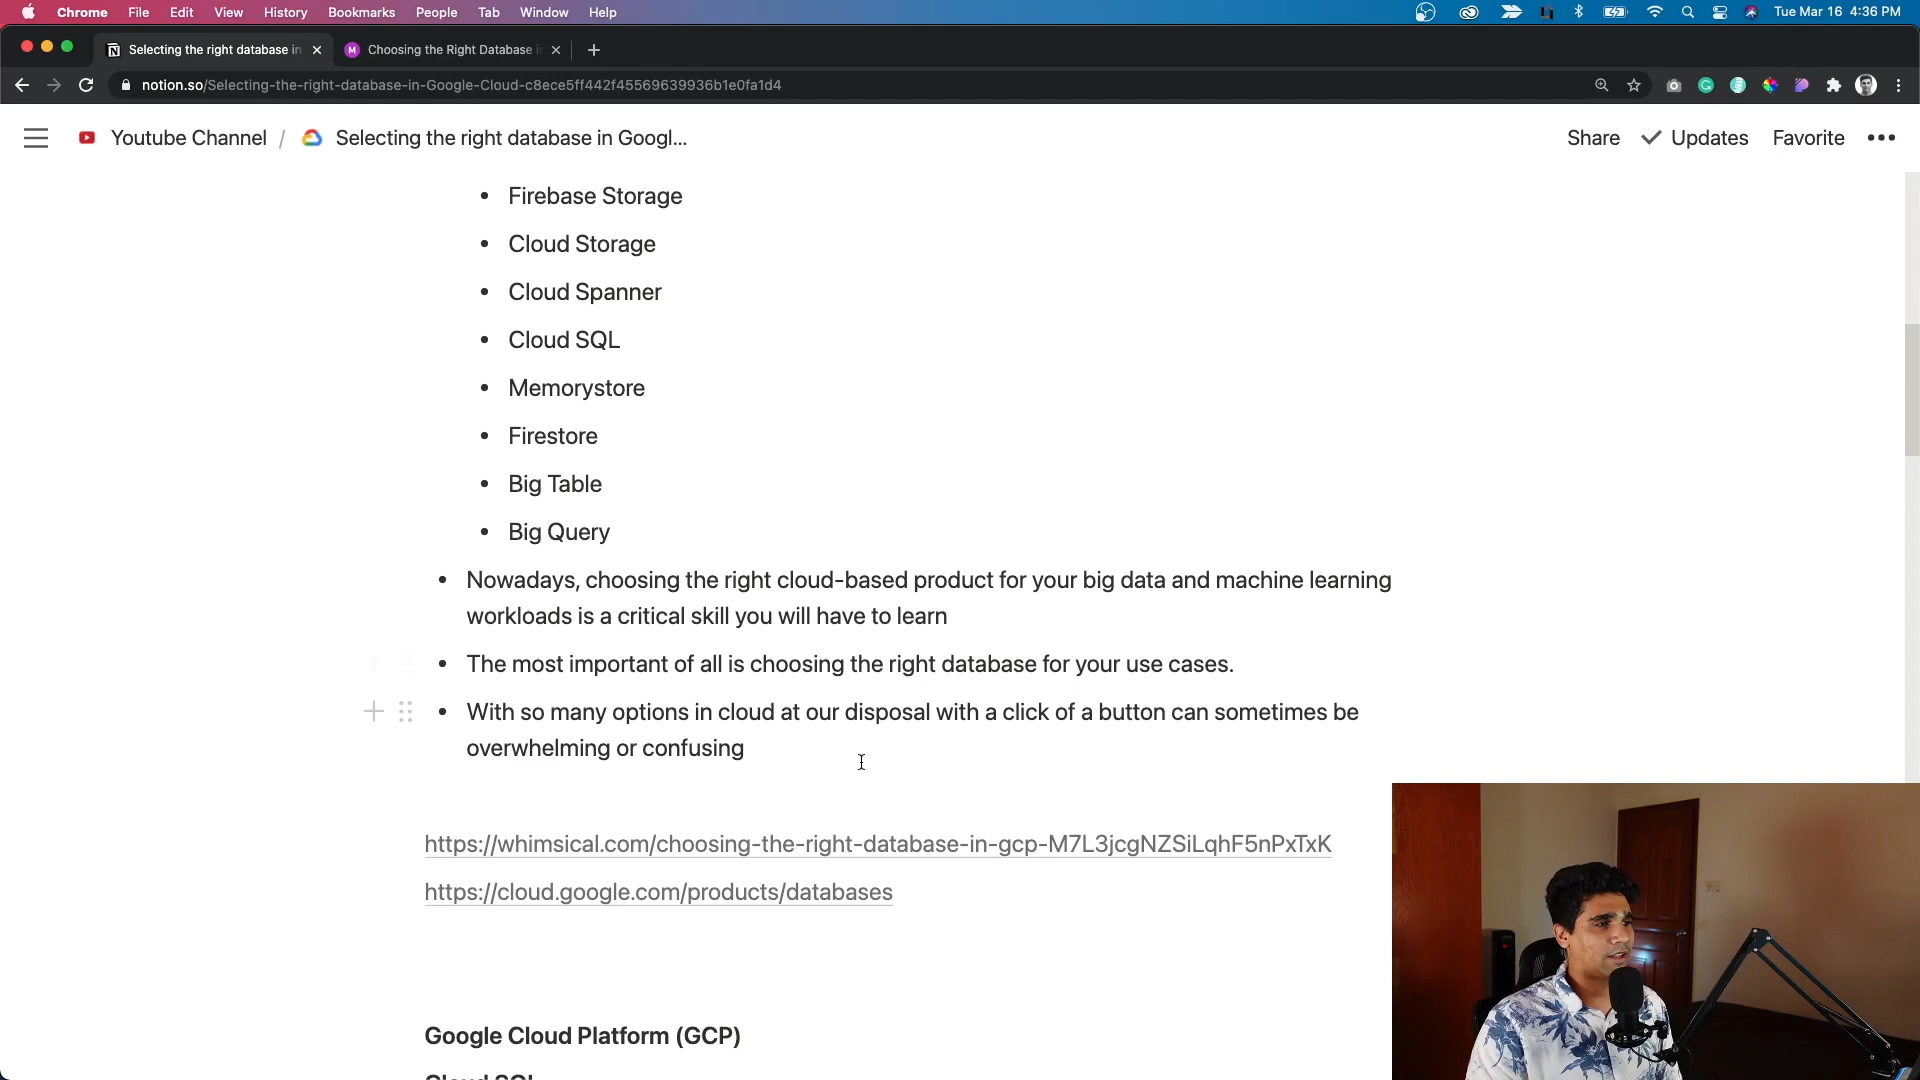 Chrome File Edit View History Bookmarks People Tab Window Help Tue Mar 16 4:36 PM
Selecting the right database in Choosing the Right Database i
notion.so/Selecting-the-right-database-in-Google-Cloud-c8ece5ff442f45569639936b1e0fa1d4
Youtube Channel / Selecting the right database in Googl... Share Updates Favorite
Firebase Storage
Cloud Storage
Cloud Spanner
Cloud SQL
Memorystore
Firestore
Big Table
Big Query
Nowadays, choosing the right cloud-based product for your big data and machine learning
workloads is a critical skill you will have to learn
The most important of all is choosing the right database for your use cases.
With so many options in cloud at our disposal with a click of a button can sometimes be
overwhelming or confusing
https://whimsical.com/choosing-the-right-database-in-gcp-M7L3jcgNZSiLqhF5nPxTxK
https://cloud.google.com/products/databases
Google Cloud Platform (GCP)
Cloud SQL